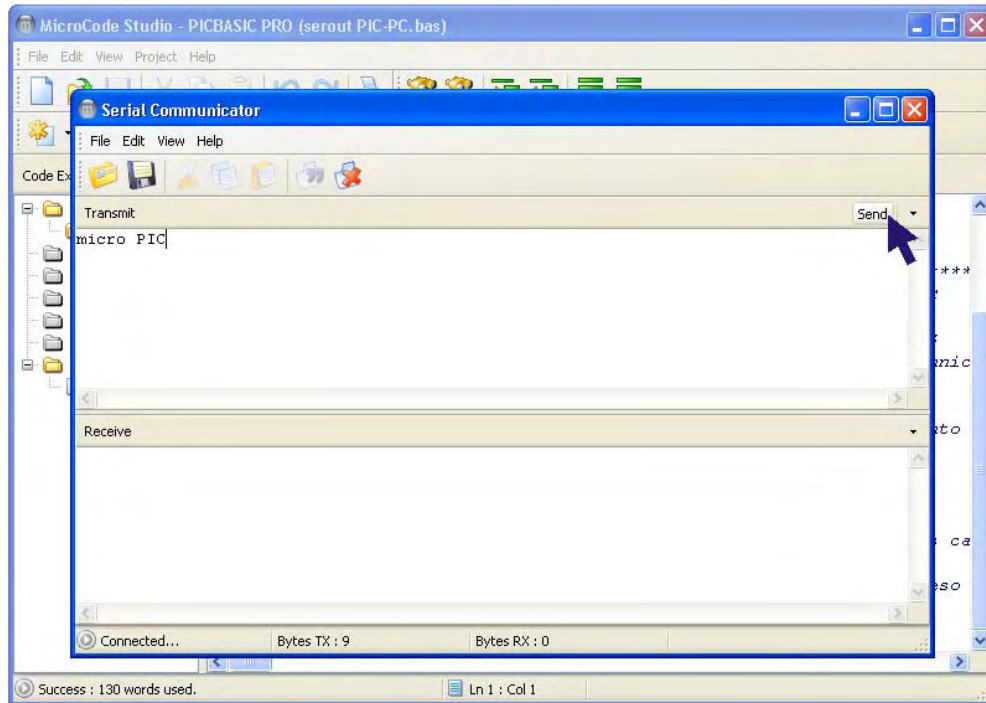 MicroCode Studio - PICBASIC PRO (serout PIC-PC.bas)
File Edit View Project Help
Serial Communicator
File Edit View Help
Code Ex
Transmit
Send
micro PIC
****
Receive
Connected...
Bytes TX : 9
Bytes RX : 0
Success : 130 words used.
Ln 1 : Col 1